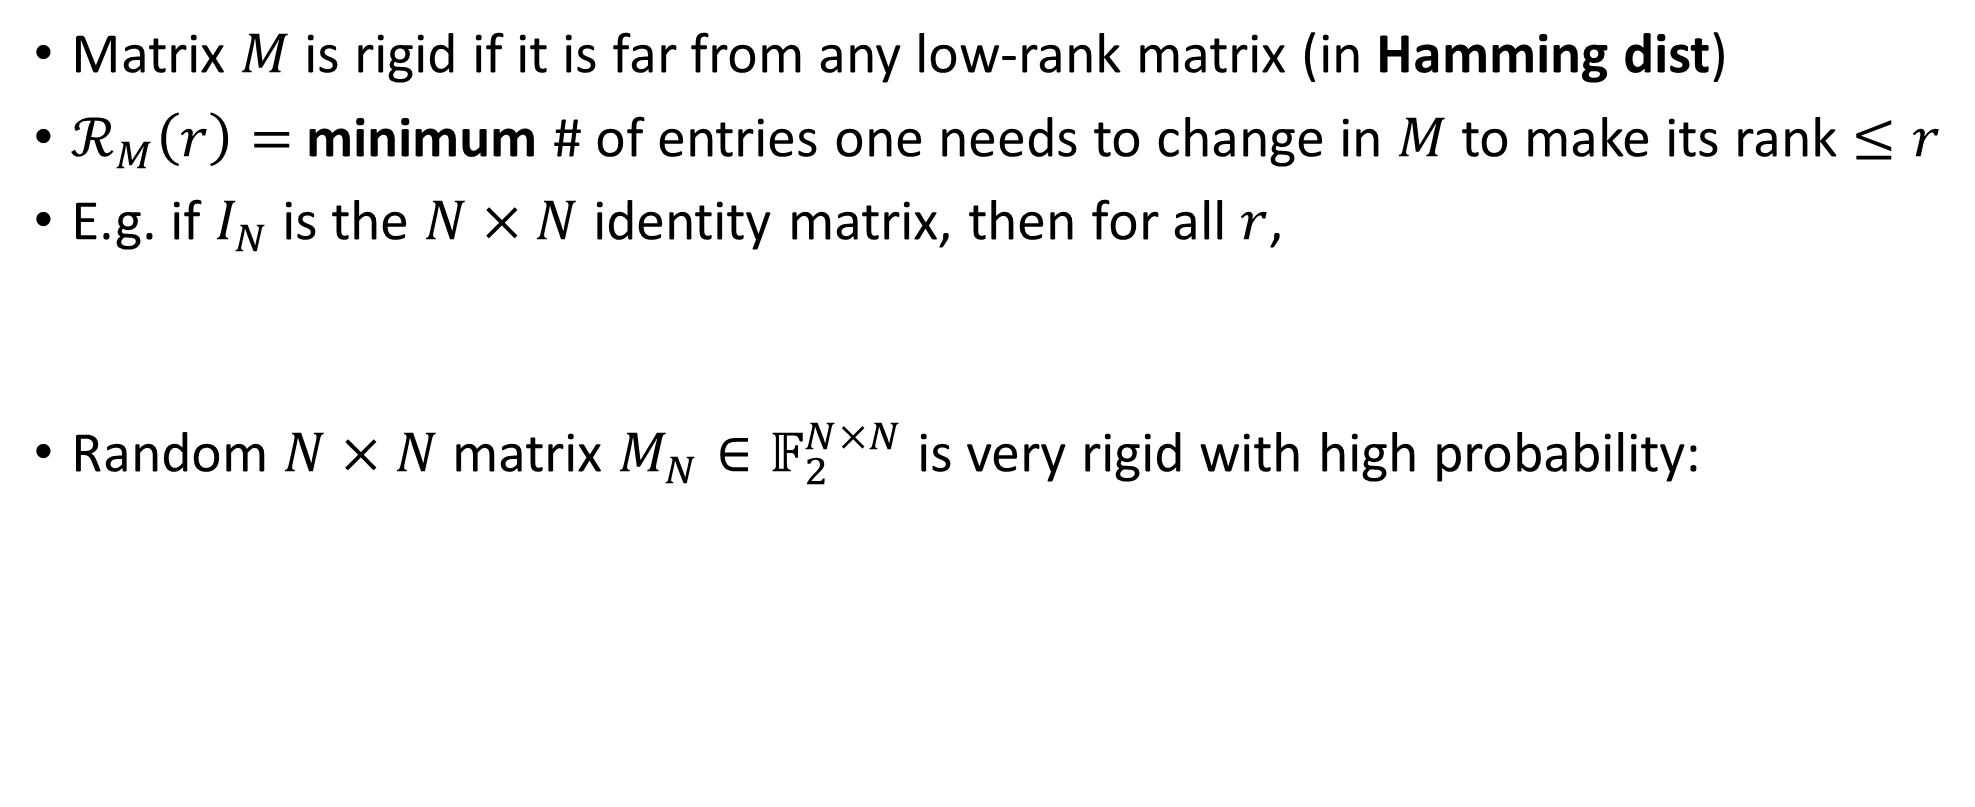 • Matrix 𝑀 is rigid if it is far from any low-rank matrix (in Hamming dist)
• ℛ_𝑀(𝑟) = minimum # of entries one needs to change in 𝑀 to make its rank ≤ 𝑟
• E.g. if 𝐼_𝑁 is the 𝑁 × 𝑁 identity matrix, then for all 𝑟,
• Random 𝑁 × 𝑁 matrix 𝑀_𝑁 ∈ 𝔽_2^{𝑁×𝑁} is very rigid with high probability: